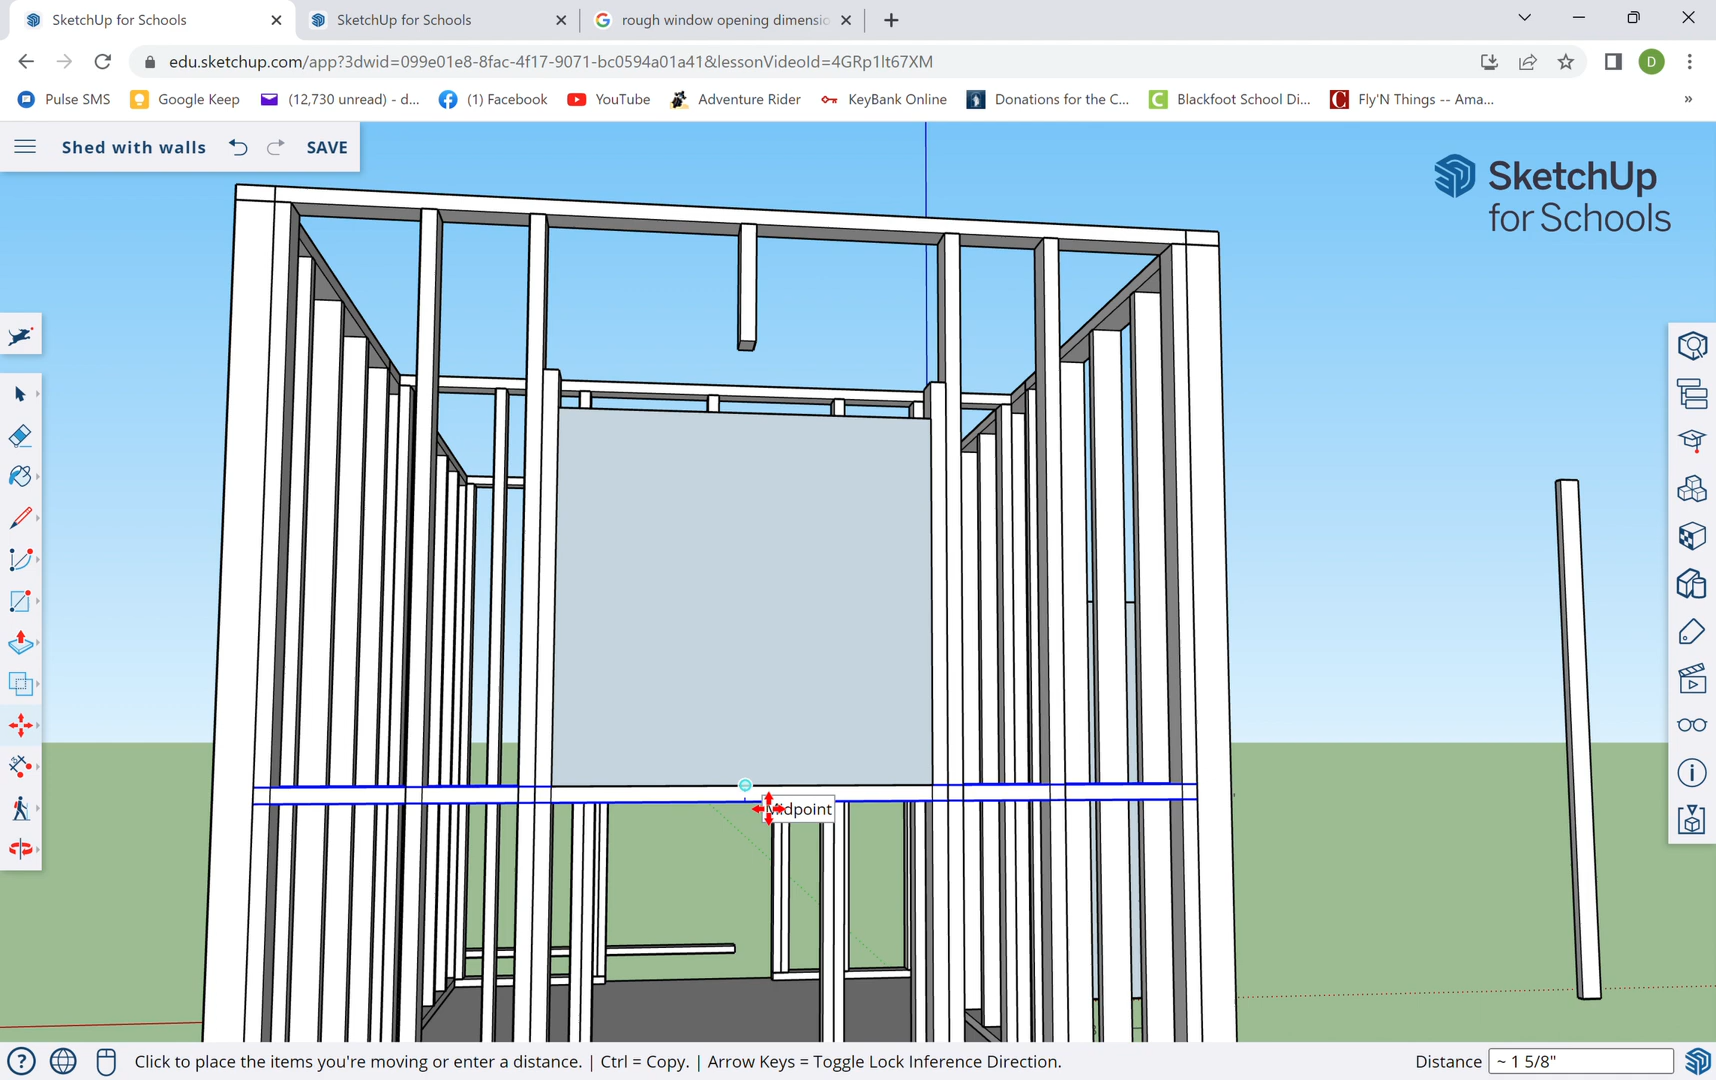 SketchUp for Schools
SketchUp for Schools
rough window opening dimensio
edu.sketchup.com/app?3dwid=099e01e8-8fac-4f17-9071-bc0594a01a41&lessonVideoId=4GRp1lt67XM
D
Pulse SMS
Google Keep
(12,730 unread) - d...
(1) Facebook
YouTube
Adventure Rider
KeyBank Online
Donations for the C...
Blackfoot School Di...
Fly'N Things -- Ama...
»
Shed with walls
SAVE
SketchUp
for Schools
Midpoint
Click to place the items you're moving or enter a distance. | Ctrl = Copy. | Arrow Keys = Toggle Lock Inference Direction.
Distance
~ 1 5/8"